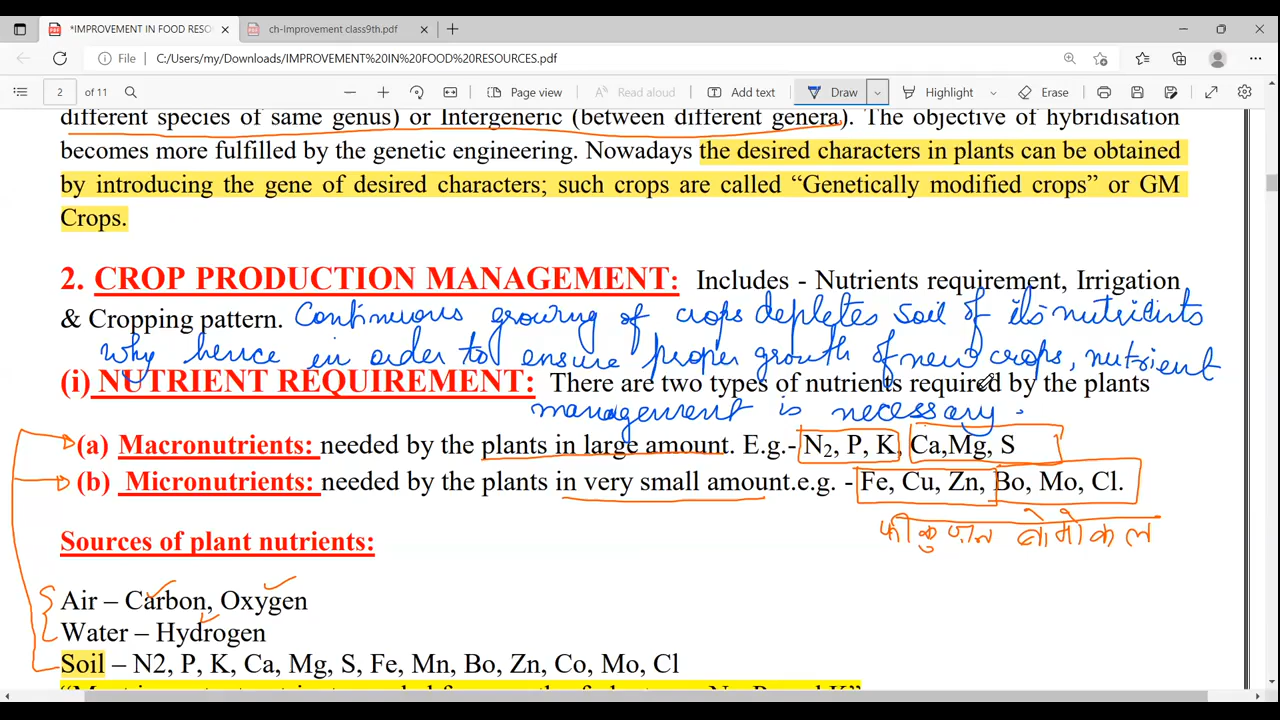 *IMPROVEMENT IN FOOD RESO
ch-improvement class9th.pdf
File
C:/Users/my/Downloads/IMPROVEMENT%20IN%20FOOD%20RESOURCES.pdf
2 of 11
Page view
Read aloud
Add text
Draw
Highlight
Erase
different species of same genus) or Intergeneric (between different genera). The objective of hybridisation
becomes more fulfilled by the genetic engineering. Nowadays the desired characters in plants can be obtained
by introducing the gene of desired characters; such crops are called “Genetically modified crops” or GM
Crops.
2. CROP PRODUCTION MANAGEMENT: Includes - Nutrients requirement, Irrigation
& Cropping pattern. Continuous growing of crops depletes soil of its nutrients
why hence in order to ensure proper growth of new crops, nutrient
(i) NUTRIENT REQUIREMENT: There are two types of nutrients required by the plants
management is necessary.
(a) Macronutrients: needed by the plants in large amount. E.g.- N2, P, K, Ca,Mg, S
(b) Micronutrients: needed by the plants in very small amount.e.g. - Fe, Cu, Zn, Bo, Mo, Cl.
Sources of plant nutrients:
Air – Carbon, Oxygen
Water – Hydrogen
Soil – N2, P, K, Ca, Mg, S, Fe, Mn, Bo, Zn, Co, Mo, Cl